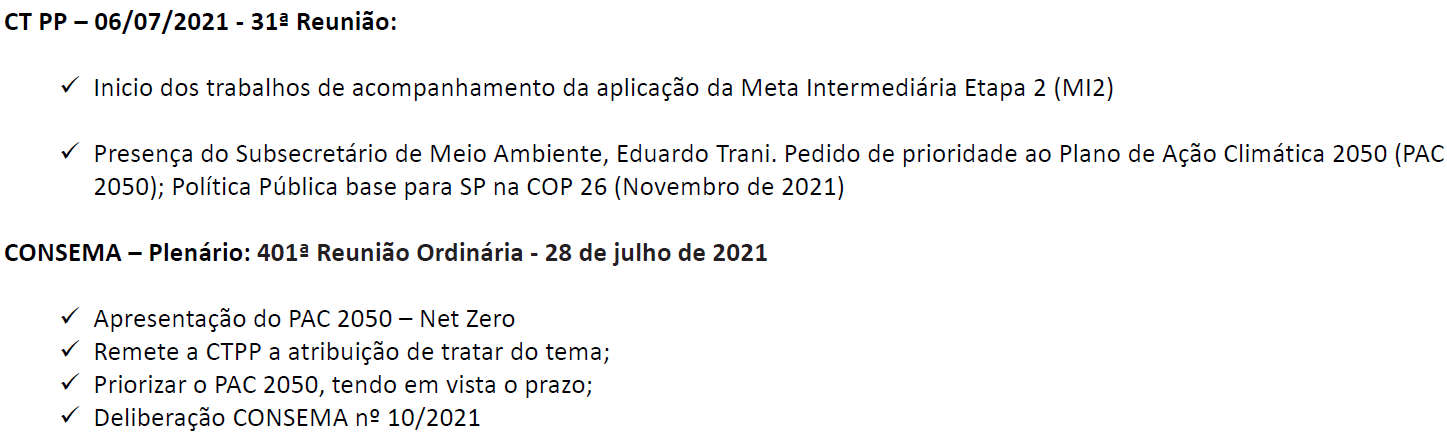 CT PP – 06/07/2021 - 31ª Reunião:
✓ Inicio dos trabalhos de acompanhamento da aplicação da Meta Intermediária Etapa 2 (MI2)
✓ Presença do Subsecretário de Meio Ambiente, Eduardo Trani. Pedido de prioridade ao Plano de Ação Climática 2050 (PAC
2050); Política Pública base para SP na COP 26 (Novembro de 2021)
CONSEMA – Plenário: 401ª Reunião Ordinária - 28 de julho de 2021
✓ Apresentação do PAC 2050 – Net Zero
✓ Remete a CTPP a atribuição de tratar do tema;
✓ Priorizar o PAC 2050, tendo em vista o prazo;
✓ Deliberação CONSEMA nº 10/2021